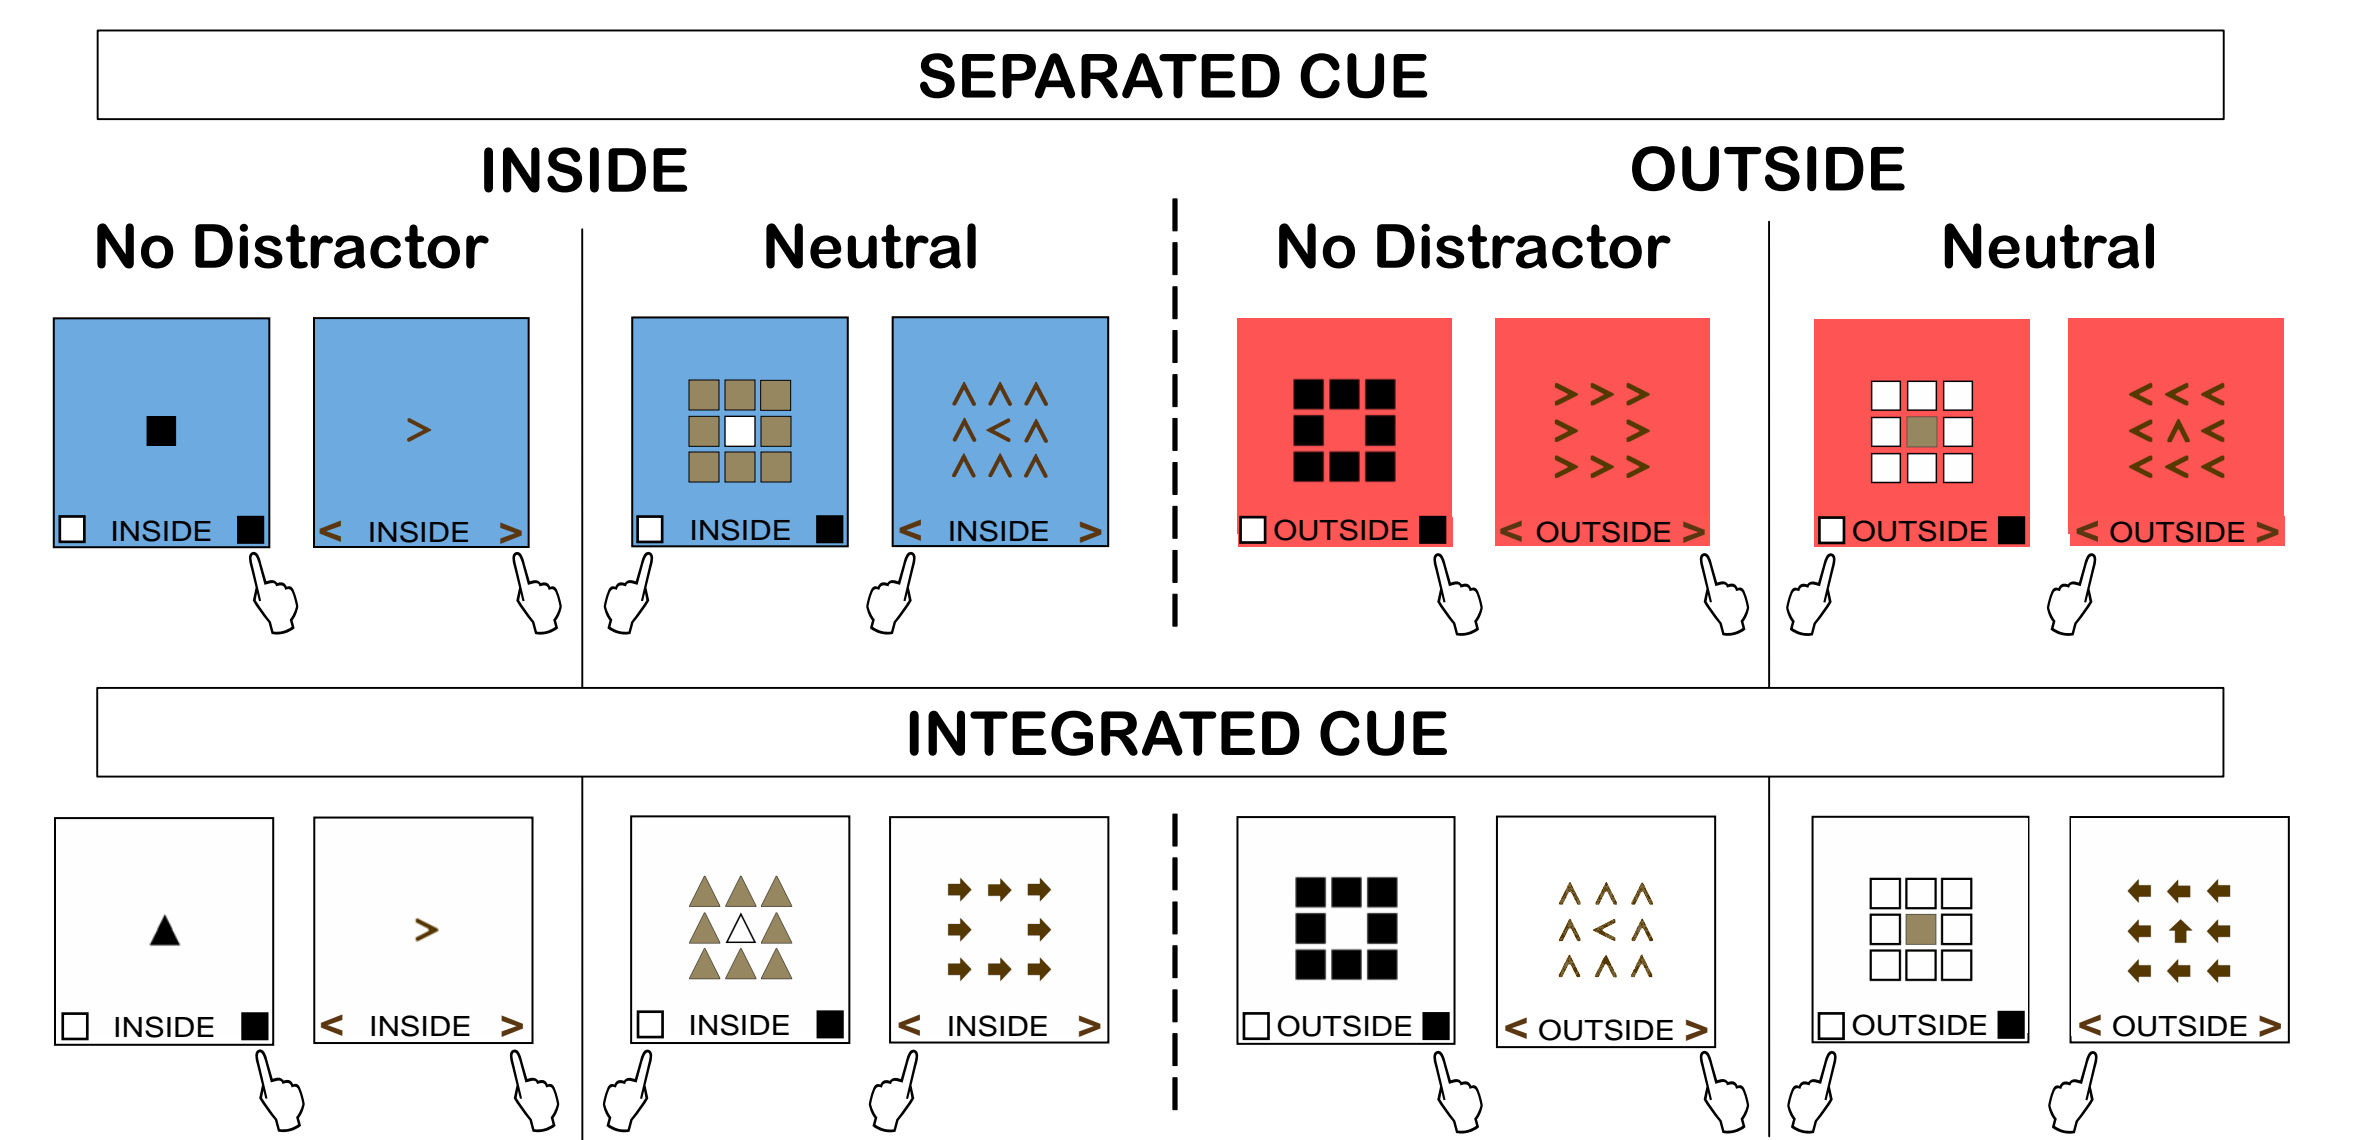 SEPARATED CUE
INSIDE OUTSIDE
No Distractor Neutral No Distractor Neutral
INSIDE < INSIDE > INSIDE < INSIDE > OUTSIDE < OUTSIDE > OUTSIDE < OUTSIDE >
INTEGRATED CUE
INSIDE < INSIDE > INSIDE < INSIDE > OUTSIDE < OUTSIDE > OUTSIDE < OUTSIDE >